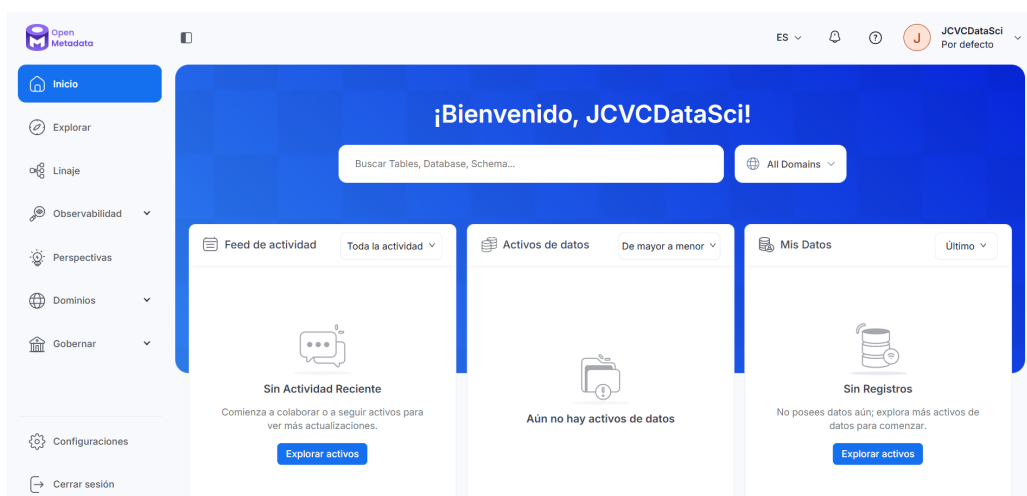 Open
Metadata
ES
J
JCVCDataSci
Por defecto
Inicio
Explorar
Linaje
Observabilidad
Perspectivas
Dominios
Gobernar
Configuraciones
Cerrar sesión
¡Bienvenido, JCVCDataSci!
Buscar Tables, Database, Schema...
All Domains
Feed de actividad
Toda la actividad
Sin Actividad Reciente
Comienza a colaborar o a seguir activos para
ver más actualizaciones.
Explorar activos
Activos de datos
De mayor a menor
Aún no hay activos de datos
Mis Datos
Último
Sin Registros
No posees datos aún; explora más activos de
datos para comenzar.
Explorar activos